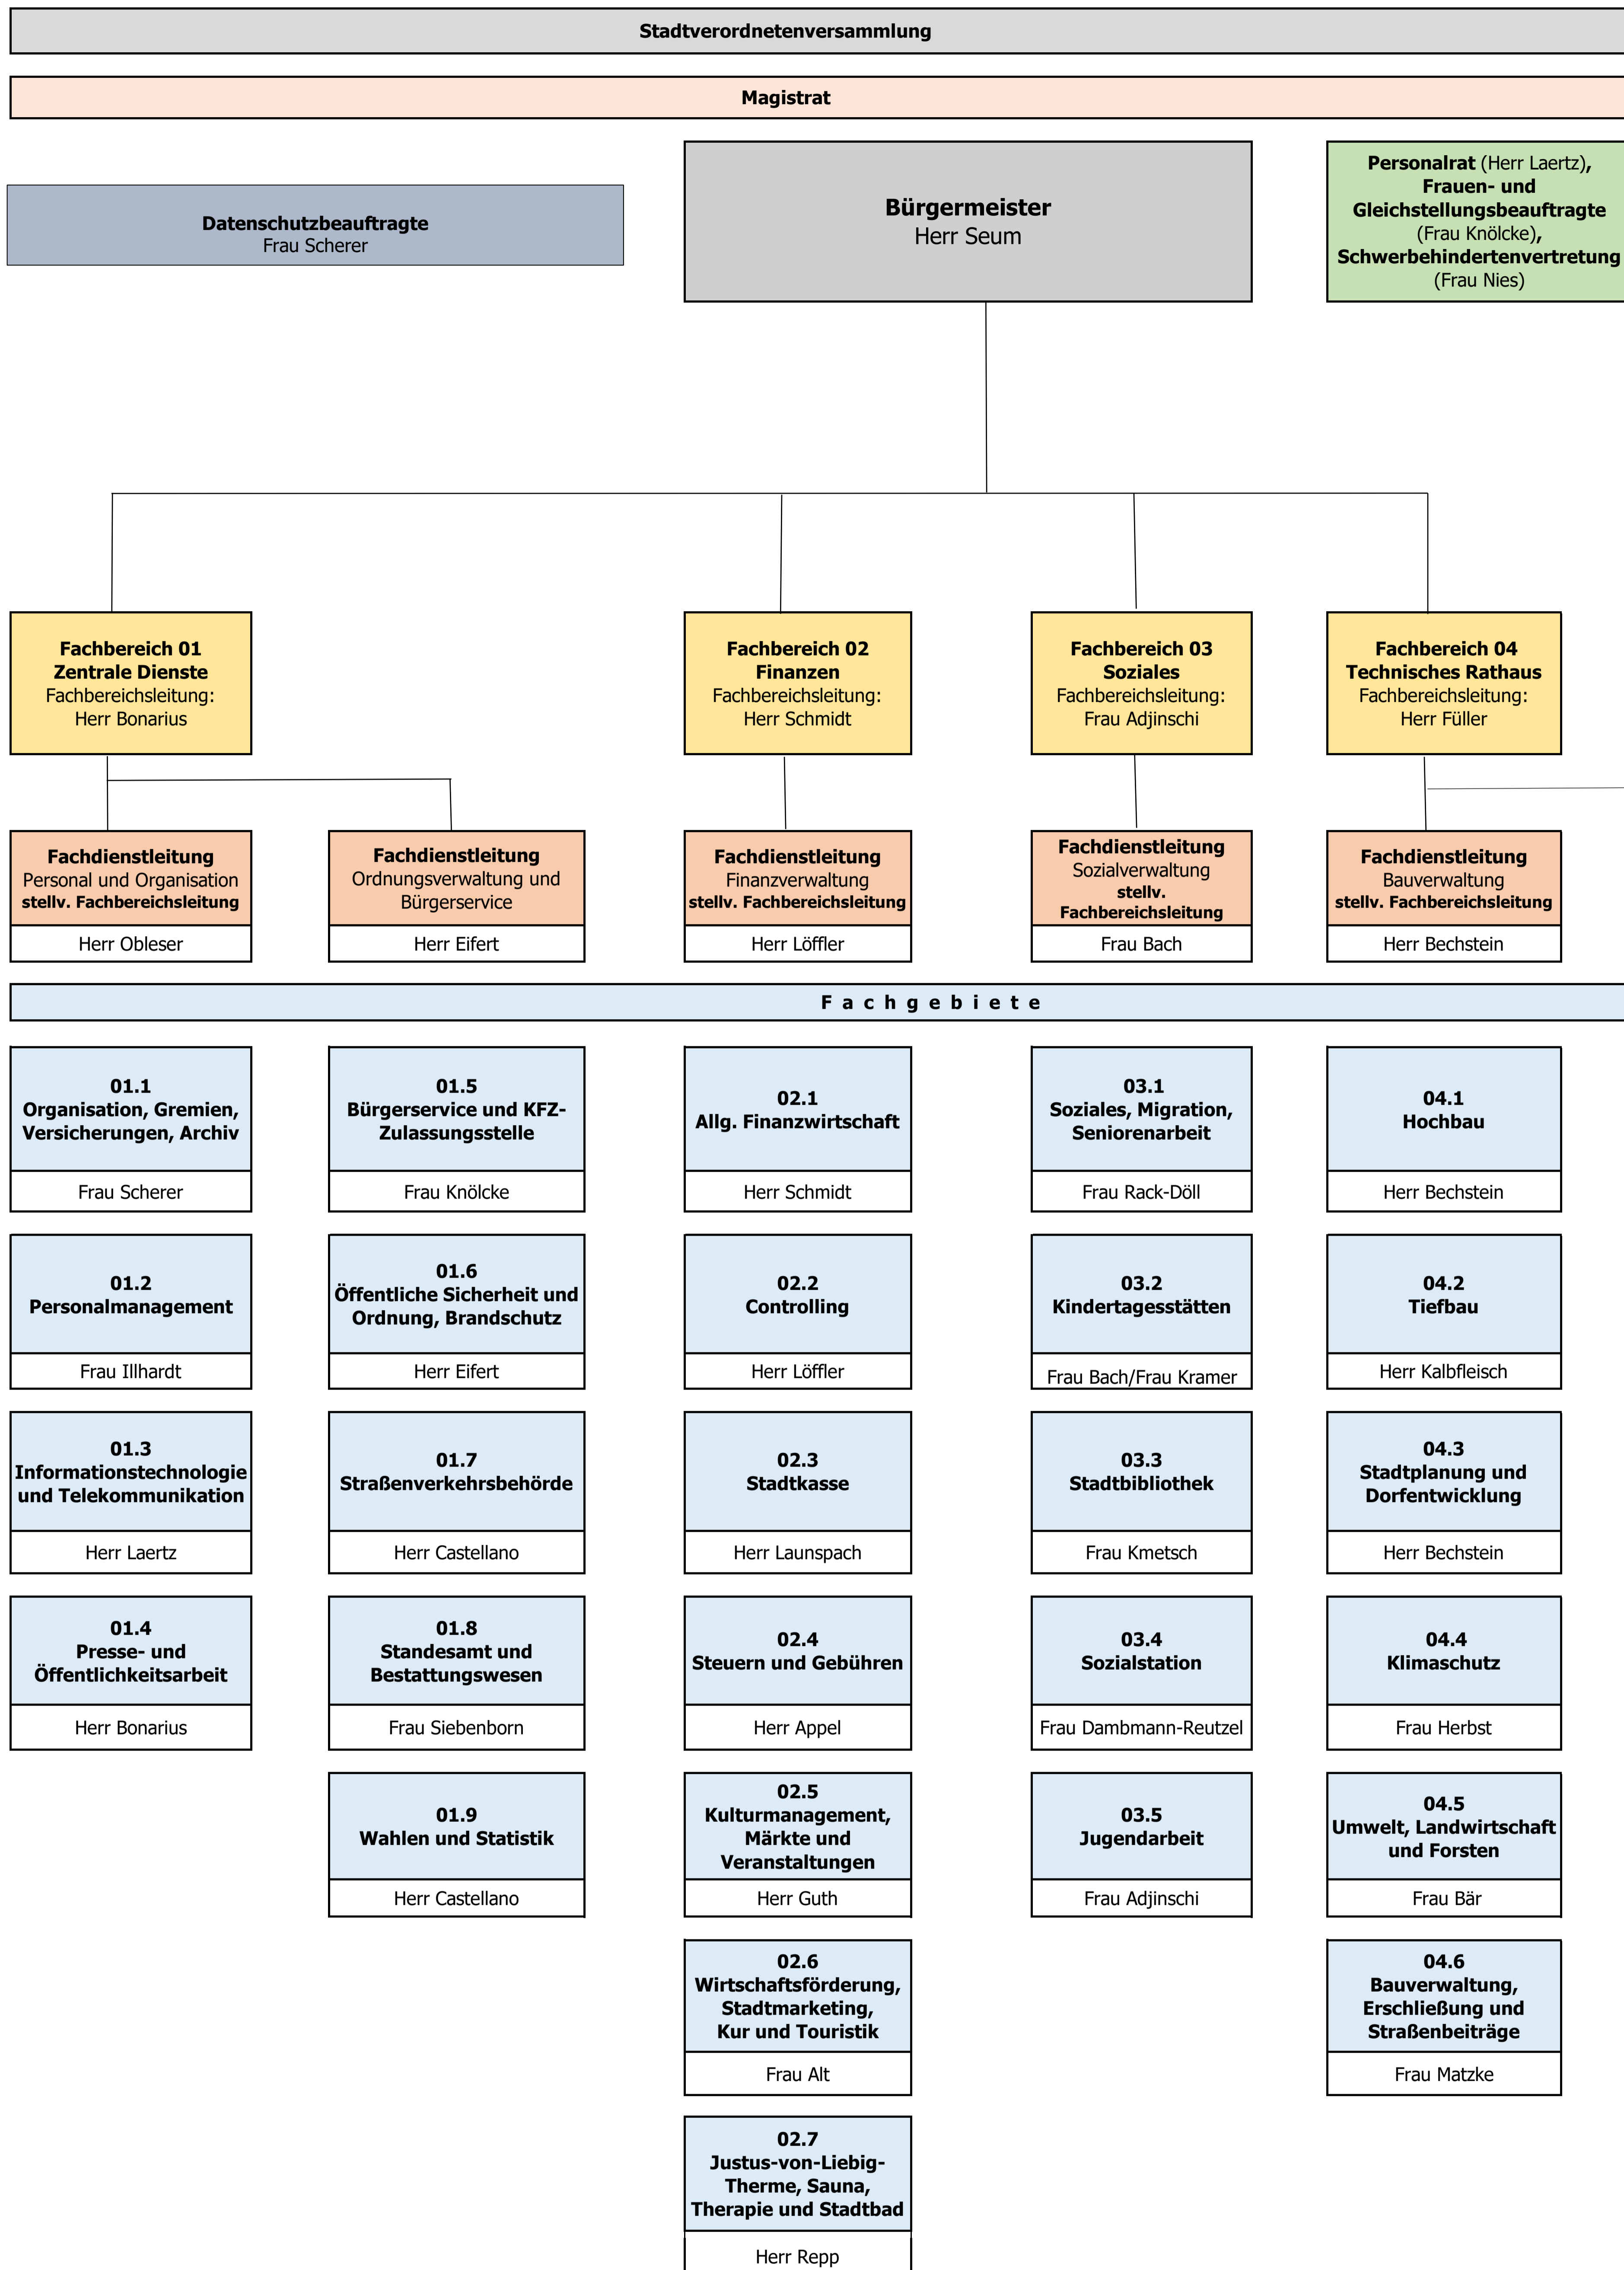 Stadtverordnetenversammlung
Magistrat
Datenschutzbeauftragte
Frau Scherer
Bürgermeister
Herr Seum
Personalrat (Herr Laertz),
Frauen- und
Gleichstellungsbeauftragte
(Frau Knölcke),
Schwerbehindertenvertretung
(Frau Nies)
Fachbereich 01
Zentrale Dienste
Fachbereichsleitung:
Herr Bonarius
Fachbereich 02
Finanzen
Fachbereichsleitung:
Herr Schmidt
Fachbereich 03
Soziales
Fachbereichsleitung:
Frau Adjinschi
Fachbereich 04
Technisches Rathaus
Fachbereichsleitung:
Herr Füller
Fachdienstleitung
Personal und Organisation
stellv. Fachbereichsleitung
Herr Obleser
Fachdienstleitung
Ordnungsverwaltung und
Bürgerservice
Herr Eifert
Fachdienstleitung
Finanzverwaltung
stellv. Fachbereichsleitung
Herr Löffler
Fachdienstleitung
Sozialverwaltung
stellv.
Fachbereichsleitung
Frau Bach
Fachdienstleitung
Bauverwaltung
stellv. Fachbereichsleitung
Herr Bechstein
F a c h g e b i e t e
01.1
Organisation, Gremien,
Versicherungen, Archiv
Frau Scherer
01.5
Bürgerservice und KFZ-
Zulassungsstelle
Frau Knölcke
02.1
Allg. Finanzwirtschaft
Herr Schmidt
03.1
Soziales, Migration,
Seniorenarbeit
Frau Rack-Döll
04.1
Hochbau
Herr Bechstein
01.2
Personalmanagement
Frau Illhardt
01.6
Öffentliche Sicherheit und
Ordnung, Brandschutz
Herr Eifert
02.2
Controlling
Herr Löffler
03.2
Kindertagesstätten
Frau Bach/Frau Kramer
04.2
Tiefbau
Herr Kalbfleisch
01.3
Informationstechnologie
und Telekommunikation
Herr Laertz
01.7
Straßenverkehrsbehörde
Herr Castellano
02.3
Stadtkasse
Herr Launspach
03.3
Stadtbibliothek
Frau Kmetsch
04.3
Stadtplanung und
Dorfentwicklung
Herr Bechstein
01.4
Presse- und
Öffentlichkeitsarbeit
Herr Bonarius
01.8
Standesamt und
Bestattungswesen
Frau Siebenborn
02.4
Steuern und Gebühren
Herr Appel
03.4
Sozialstation
Frau Dambmann-Reutzel
04.4
Klimaschutz
Frau Herbst
01.9
Wahlen und Statistik
Herr Castellano
02.5
Kulturmanagement,
Märkte und
Veranstaltungen
Herr Guth
03.5
Jugendarbeit
Frau Adjinschi
04.5
Umwelt, Landwirtschaft
und Forsten
Frau Bär
02.6
Wirtschaftsförderung,
Stadtmarketing,
Kur und Touristik
Frau Alt
04.6
Bauverwaltung,
Erschließung und
Straßenbeiträge
Frau Matzke
02.7
Justus-von-Liebig-
Therme, Sauna,
Therapie und Stadtbad
Herr Repp